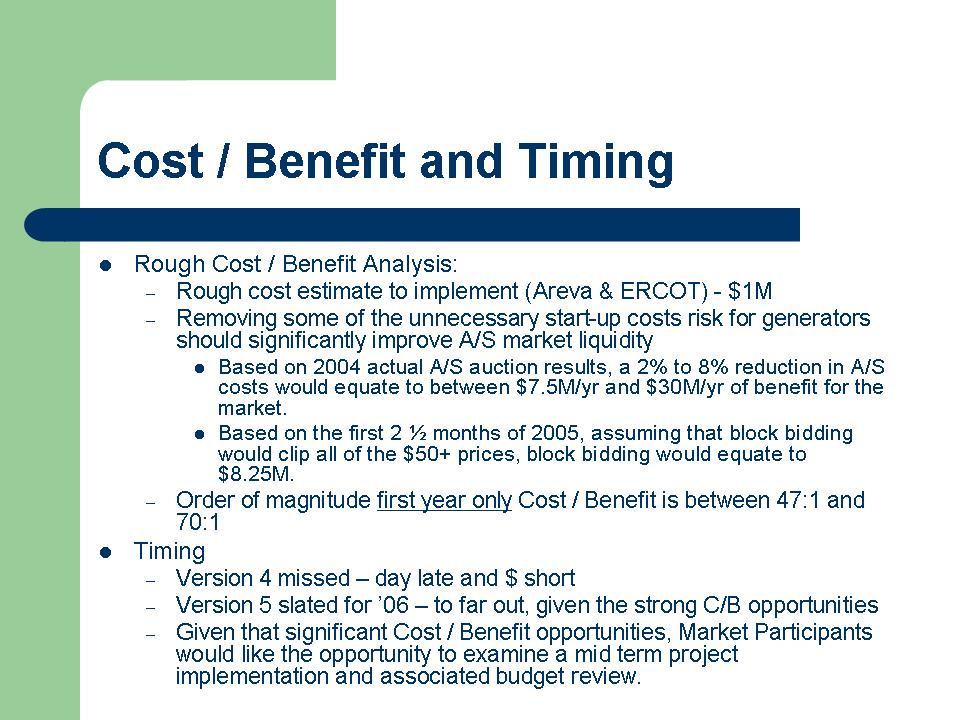 Cost / Benefit and Timing
● Rough Cost / Benefit Analysis:
– Rough cost estimate to implement (Areva & ERCOT) - $1M
– Removing some of the unnecessary start-up costs risk for generators
should significantly improve A/S market liquidity
● Based on 2004 actual A/S auction results, a 2% to 8% reduction in A/S
costs would equate to between $7.5M/yr and $30M/yr of benefit for the
market.
● Based on the first 2 ½ months of 2005, assuming that block bidding
would clip all of the $50+ prices, block bidding would equate to
$8.25M.
– Order of magnitude first year only Cost / Benefit is between 47:1 and
70:1
● Timing
– Version 4 missed – day late and $ short
– Version 5 slated for ’06 – to far out, given the strong C/B opportunities
– Given that significant Cost / Benefit opportunities, Market Participants
would like the opportunity to examine a mid term project
implementation and associated budget review.